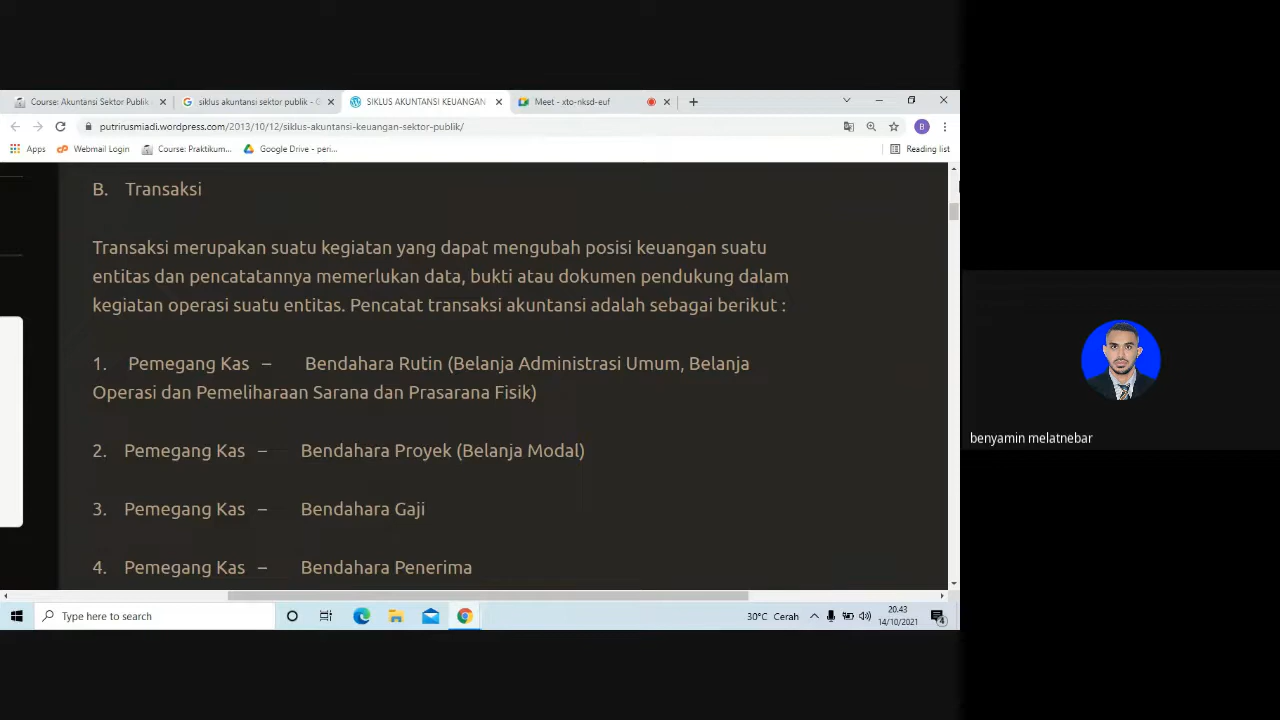 Course: Akuntansi Sektor Publik
siklus akuntansi sektor publik - G
SIKLUS AKUNTANSI KEUANGAN
Meet - xto-nksd-euf
putrirusmiadi.wordpress.com/2013/10/12/siklus-akuntansi-keuangan-sektor-publik/
B
Apps
Webmail Login
Course: Praktikum...
Google Drive - peri...
Reading list
B. Transaksi
Transaksi merupakan suatu kegiatan yang dapat mengubah posisi keuangan suatu
entitas dan pencatatannya memerlukan data, bukti atau dokumen pendukung dalam
kegiatan operasi suatu entitas. Pencatat transaksi akuntansi adalah sebagai berikut :
1. Pemegang Kas – Bendahara Rutin (Belanja Administrasi Umum, Belanja
Operasi dan Pemeliharaan Sarana dan Prasarana Fisik)
2. Pemegang Kas – Bendahara Proyek (Belanja Modal)
3. Pemegang Kas – Bendahara Gaji
4. Pemegang Kas – Bendahara Penerima
benyamin melatnebar
Type here to search
30°C Cerah
20.43
14/10/2021
4